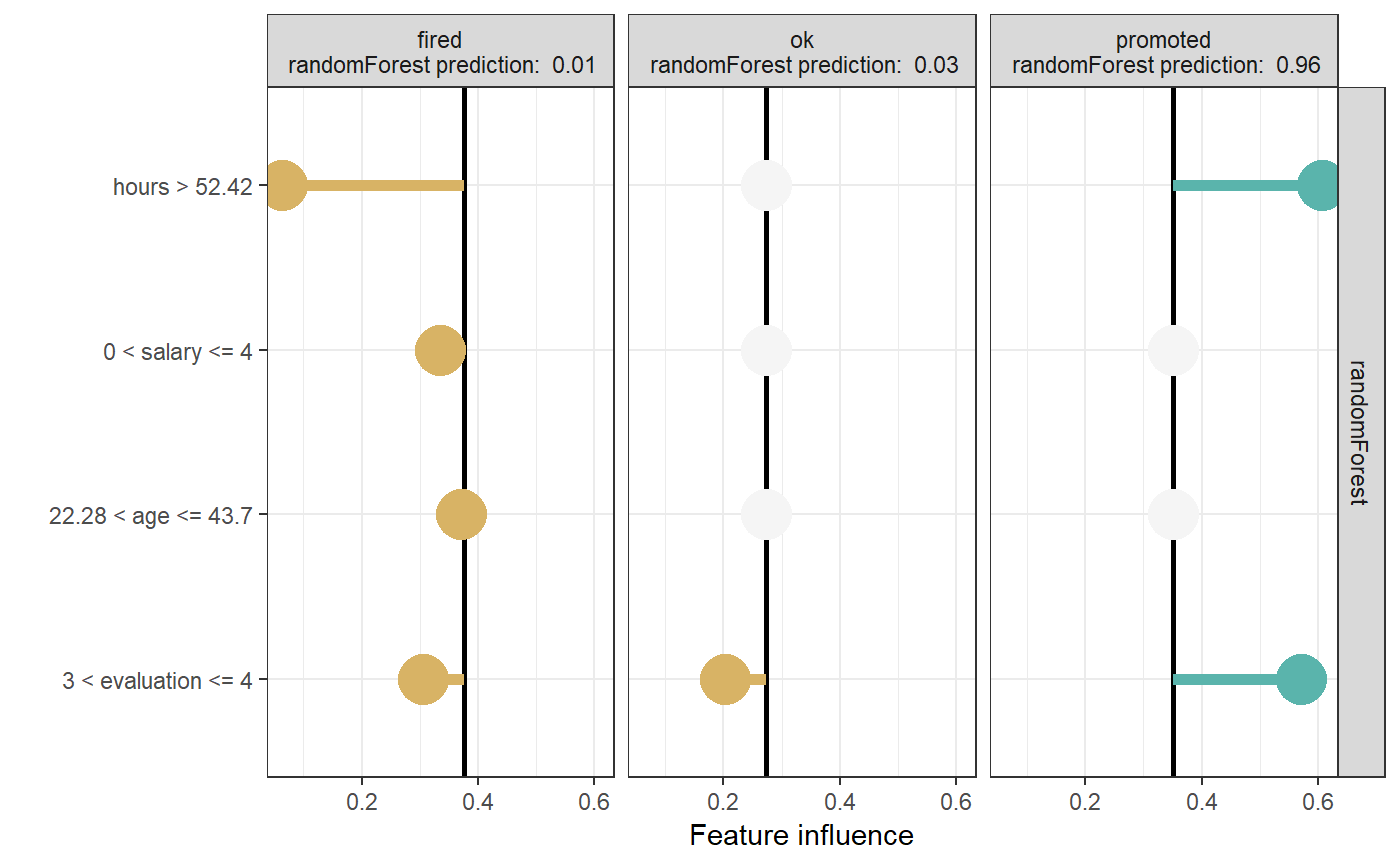 fired
randomForest prediction:  0.01
ok
randomForest prediction:  0.03
promoted
randomForest prediction:  0.96
hours > 52.42
0 < salary <= 4
22.28 < age <= 43.7
3 < evaluation <= 4
randomForest
0.2 0.4 0.6
0.2 0.4 0.6
0.2 0.4 0.6
Feature influence